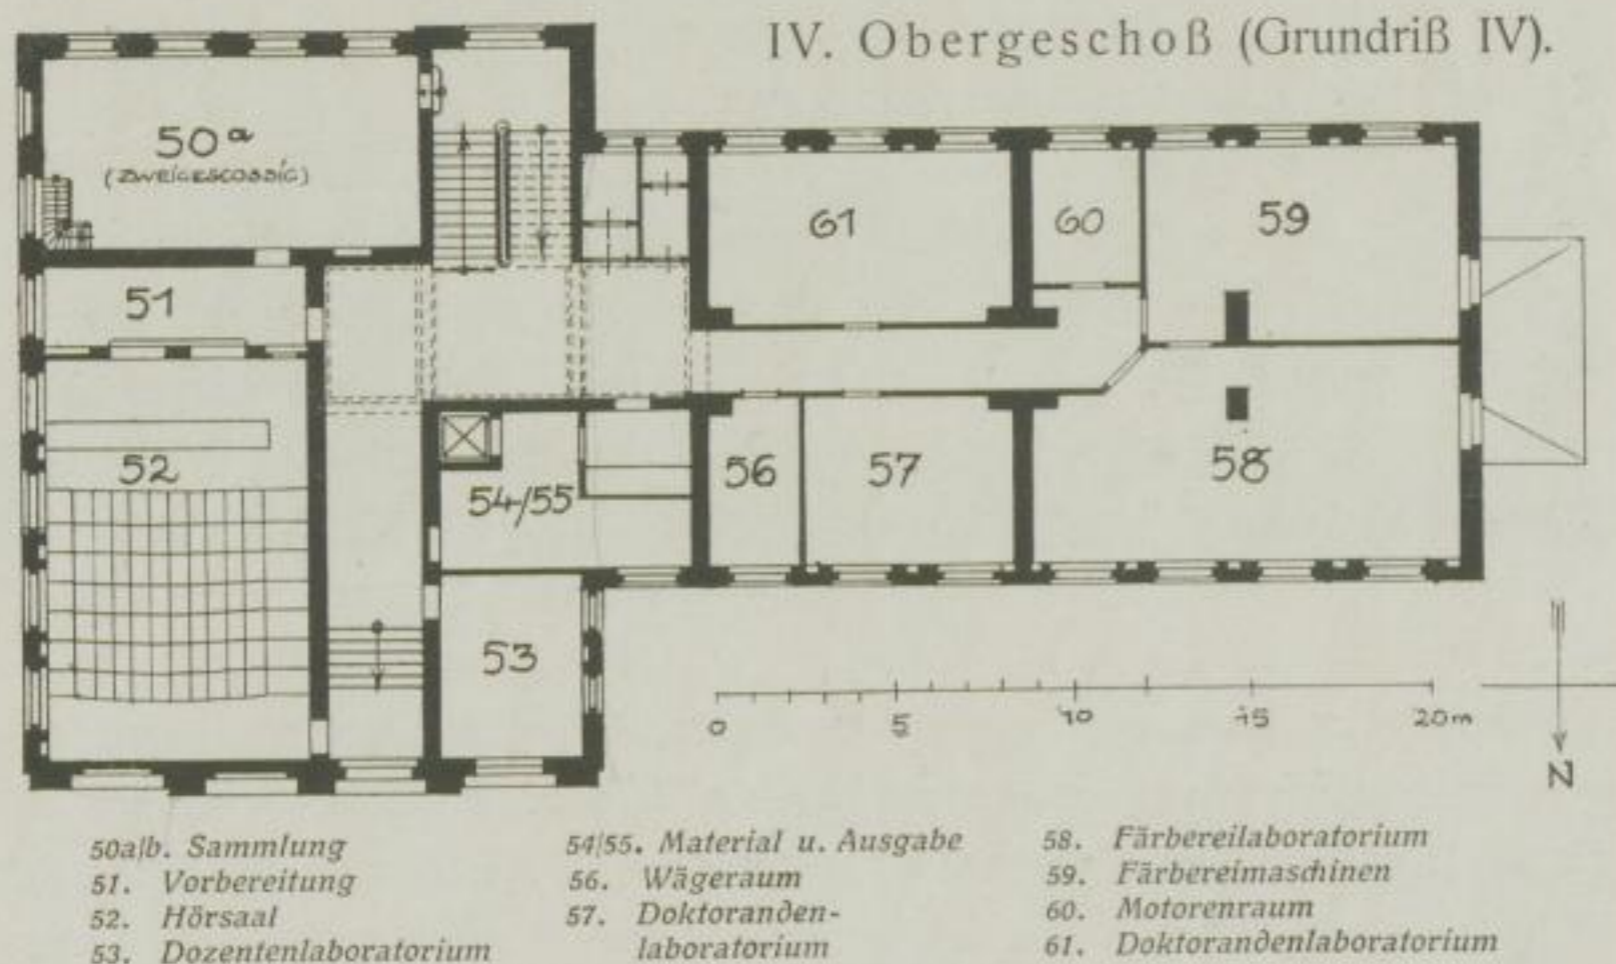 IV. Obergeschoß (Grundriß IV).
50a
(ZWEIGESCOSSIG)
61
60
59
51
52
54/55
56
57
58
53
0 5 10 15 20m
N
50a/b. Sammlung
51. Vorbereitung
52. Hörsaal
53. Dozentenlaboratorium
54/55. Material u. Ausgabe
56. Wägeraum
57. Doktoranden-
laboratorium
58. Färbereilaboratorium
59. Färbereimaschinen
60. Motorenraum
61. Doktorandenlaboratorium